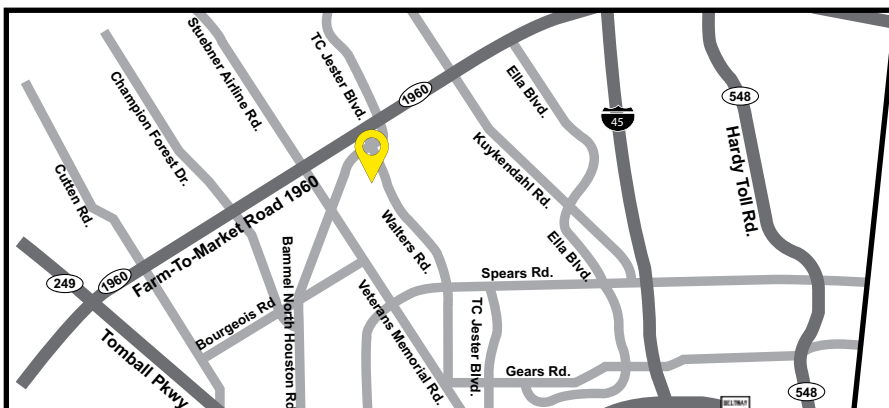 Stuebner Airline Rd.
TC Jester Blvd.
Champion Forest Dr.
Ella Blvd.
1960
548
45
Kuykendahl Rd.
Hardy Toll Rd.
Cutten Rd.
Farm-To-Market Road 1960
Walters Rd.
Ella Blvd.
249
1960
Bammel North Houston Rd
Spears Rd.
Bourgeois Rd
Veterans Memorial Rd.
TC Jester Blvd.
Tomball Pkwy
Gears Rd.
548
BELTWAY